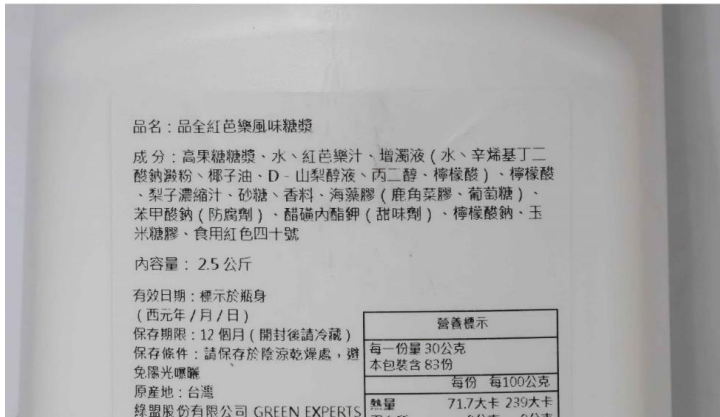 品名：品全紅芭樂風味糖漿
成分：高果糖糖漿、水、紅芭樂汁、增濁液（水、辛烯基丁二
酸鈉澱粉、椰子油、D－山梨醇液、丙二醇、檸檬酸）、檸檬酸
、梨子濃縮汁、砂糖、香料、海藻膠（鹿角菜膠、葡萄糖）、
苯甲酸鈉（防腐劑）、醋磺內酯鉀（甜味劑）、檸檬酸鈉、玉
米糖膠、食用紅色四十號
內容量：2.5公斤
有效日期：標示於瓶身
（西元年/月/日）
保存期限：12個月（開封後請冷藏）
保存條件：請保存於陰涼乾燥處，避
免陽光曝曬
原產地：台灣
綠盟股份有限公司 GREEN EXPERTS
營養標示
每一份量30公克
本包裝含83份
每份 每100公克
熱量 71.7大卡 239大卡